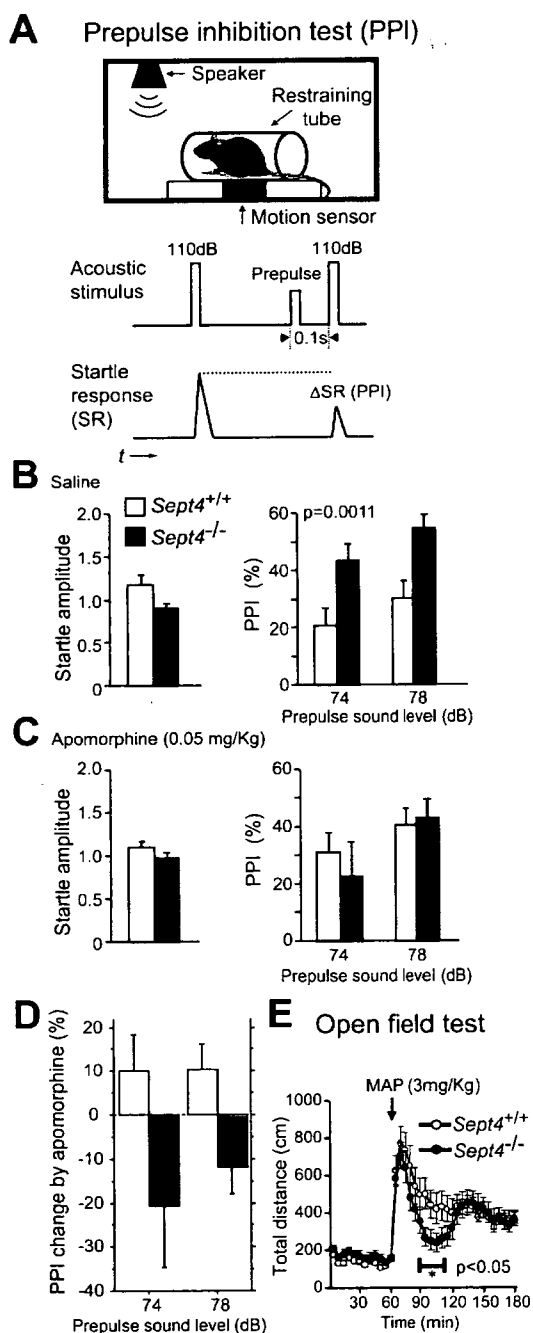 A Prepulse inhibition test (PPI)
Speaker
Restraining
tube
Motion sensor
110dB
110dB
Acoustic
stimulus
Prepulse
0.1s
Startle
response
(SR)
ΔSR (PPI)
t
B Saline
Sept4+/+
Sept4-/-
Startle amplitude
2.0
1.5
1.0
0.5
0
p=0.0011
PPI (%)
60
40
20
0
74 78
Prepulse sound level (dB)
C Apomorphine (0.05 mg/Kg)
Startle amplitude
2.0
1.5
1.0
0.5
0
PPI (%)
60
40
20
0
74 78
Prepulse sound level (dB)
D
PPI change by apomorphine (%)
20
10
0
-10
-20
-30
-40
74 78
Prepulse sound level (dB)
E Open field test
MAP (3mg/Kg)
Sept4+/+
Sept4-/-
Total distance (cm)
1000
800
600
400
200
0
* p<0.05
30 60 90 120 150 180
Time (min)